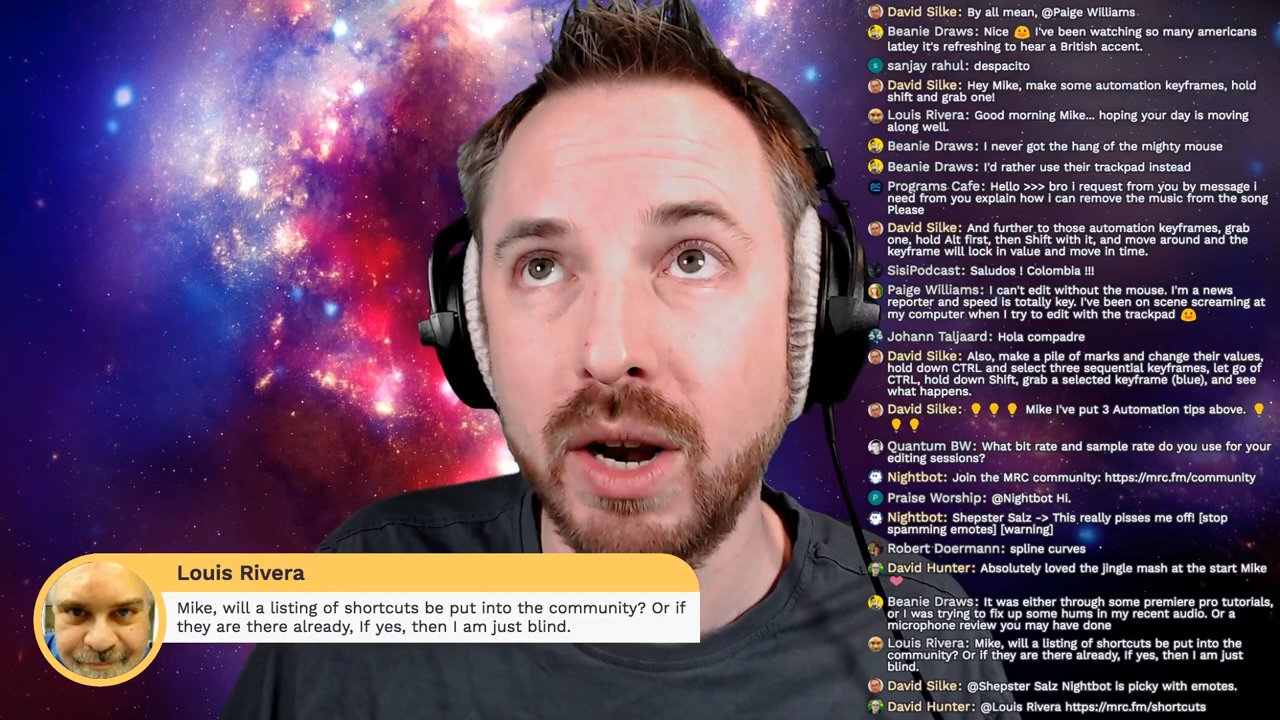 David Silke: By all mean, @Paige Williams
Beanie Draws: Nice I've been watching so many americans
latley it's refreshing to hear a British accent.
sanjay rahul: despacito
David Silke: Hey Mike, make some automation keyframes, hold
shift and grab one!
Louis Rivera: Good morning Mike... hoping your day is moving
along well.
Beanie Draws: I never got the hang of the mighty mouse
Beanie Draws: I'd rather use their trackpad instead
Programs Cafe: Hello >>> bro i request from you by message i
need from you explain how i can remove the music from the song
Please
David Silke: And further to those automation keyframes, grab
one, hold Alt first, then Shift with it, and move around and the
keyframe will lock in value and move in time.
SisiPodcast: Saludos ! Colombia !!!
Paige Williams: I can't edit without the mouse. I'm a news
reporter and speed is totally key. I've been on scene screaming at
my computer when I try to edit with the trackpad
Johann Taljaard: Hola compadre
David Silke: Also, make a pile of marks and change their values,
hold down CTRL and select three sequential keyframes, let go of
CTRL, hold down Shift, grab a selected keyframe (blue), and see
what happens.
David Silke: 💡 💡 💡 Mike I've put 3 Automation tips above. 💡
💡 💡
Quantum BW: What bit rate and sample rate do you use for your
editing sessions?
Nightbot: Join the MRC community: https://mrc.fm/community
Praise Worship: @Nightbot Hi.
Nightbot: Shepster Salz -> This really pisses me off! [stop
spamming emotes] [warning]
Robert Doermann: spline curves
David Hunter: Absolutely loved the jingle mash at the start Mike
Beanie Draws: It was either through some premiere pro tutorials,
or I was trying to fix up some hums in my recent audio. Or a
microphone review you may have done
Louis Rivera: Mike, will a listing of shortcuts be put into the
community? Or if they are there already, If yes, then I am just
blind.
David Silke: @Shepster Salz Nightbot is picky with emotes.
David Hunter: @Louis Rivera https://mrc.fm/shortcuts
Louis Rivera
Mike, will a listing of shortcuts be put into the community? Or if
they are there already, If yes, then I am just blind.